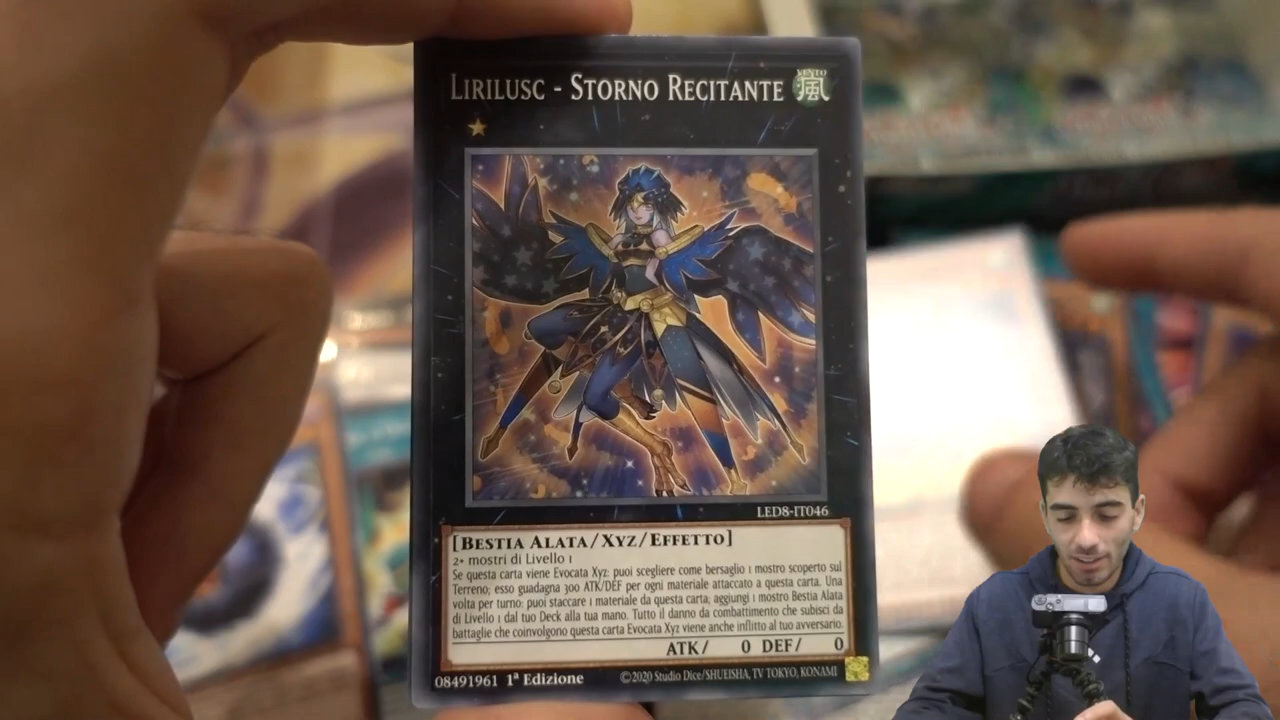 LIRILUSC - STORNO RECITANTE
VENTO
風
LED8-IT046
[BESTIA ALATA/XYZ/EFFETTO]
2+ mostri di Livello 1
Se questa carta viene Evocata Xyz: puoi scegliere come bersaglio 1 mostro scoperto sul
Terreno; esso guadagna 300 ATK/DEF per ogni materiale attaccato a questa carta. Una
volta per turno: puoi staccare 1 materiale da questa carta; aggiungi 1 mostro Bestia Alata
di Livello 1 dal tuo Deck alla tua mano. Tutto il danno da combattimento che subisci da
battaglie che coinvolgono questa carta Evocata Xyz viene anche inflitto al tuo avversario.
ATK/ 0 DEF/ 0
08491961 1ª Edizione ©2020 Studio Dice/SHUEISHA, TV TOKYO, KONAMI